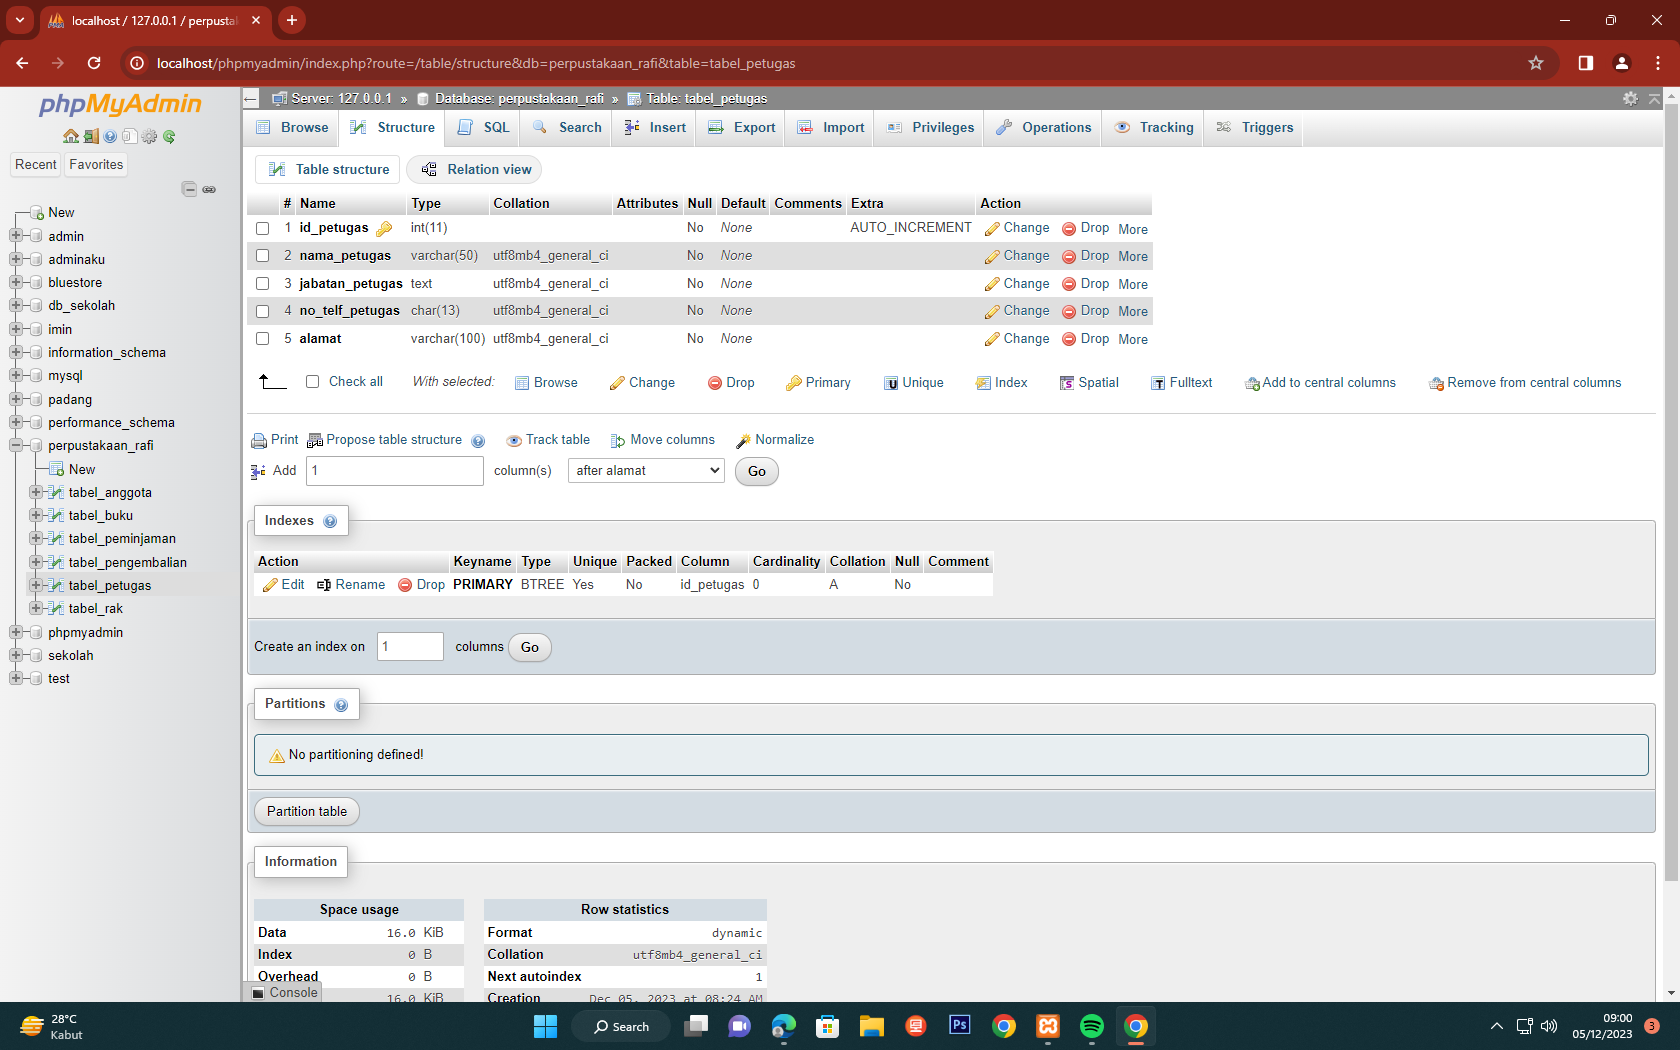 localhost / 127.0.0.1 / perpusta
localhost/phpmyadmin/index.php?route=/table/structure&db=perpustakaan_rafi&table=tabel_petugas
phpMyAdmin
Recent Favorites
New
admin
adminaku
bluestore
db_sekolah
imin
information_schema
mysql
padang
performance_schema
perpustakaan_rafi
New
tabel_anggota
tabel_buku
tabel_peminjaman
tabel_pengembalian
tabel_petugas
tabel_rak
phpmyadmin
sekolah
test
Server: 127.0.0.1 » Database: perpustakaan_rafi » Table: tabel_petugas
Browse Structure SQL Search Insert Export Import Privileges Operations Tracking Triggers
Table structure Relation view
# Name Type Collation Attributes Null Default Comments Extra Action
1 id_petugas int(11) No None AUTO_INCREMENT Change Drop More
2 nama_petugas varchar(50) utf8mb4_general_ci No None Change Drop More
3 jabatan_petugas text utf8mb4_general_ci No None Change Drop More
4 no_telf_petugas char(13) utf8mb4_general_ci No None Change Drop More
5 alamat varchar(100) utf8mb4_general_ci No None Change Drop More
Check all With selected: Browse Change Drop Primary Unique Index Spatial Fulltext Add to central columns Remove from central columns
Print Propose table structure Track table Move columns Normalize
Add 1 column(s) after alamat Go
Indexes
Action Keyname Type Unique Packed Column Cardinality Collation Null Comment
Edit Rename Drop PRIMARY BTREE Yes No id_petugas 0 A No
Create an index on 1 columns Go
Partitions
No partitioning defined!
Partition table
Information
Space usage
Data 16.0 KiB
Index 0 B
Overhead 0 B
16.0 KiB
Row statistics
Format dynamic
Collation utf8mb4_general_ci
Next autoindex 1
Creation Dec 05, 2023 at 08:24 AM
Console
28°C
Kabut
Search
Ps
09:00
05/12/2023
3